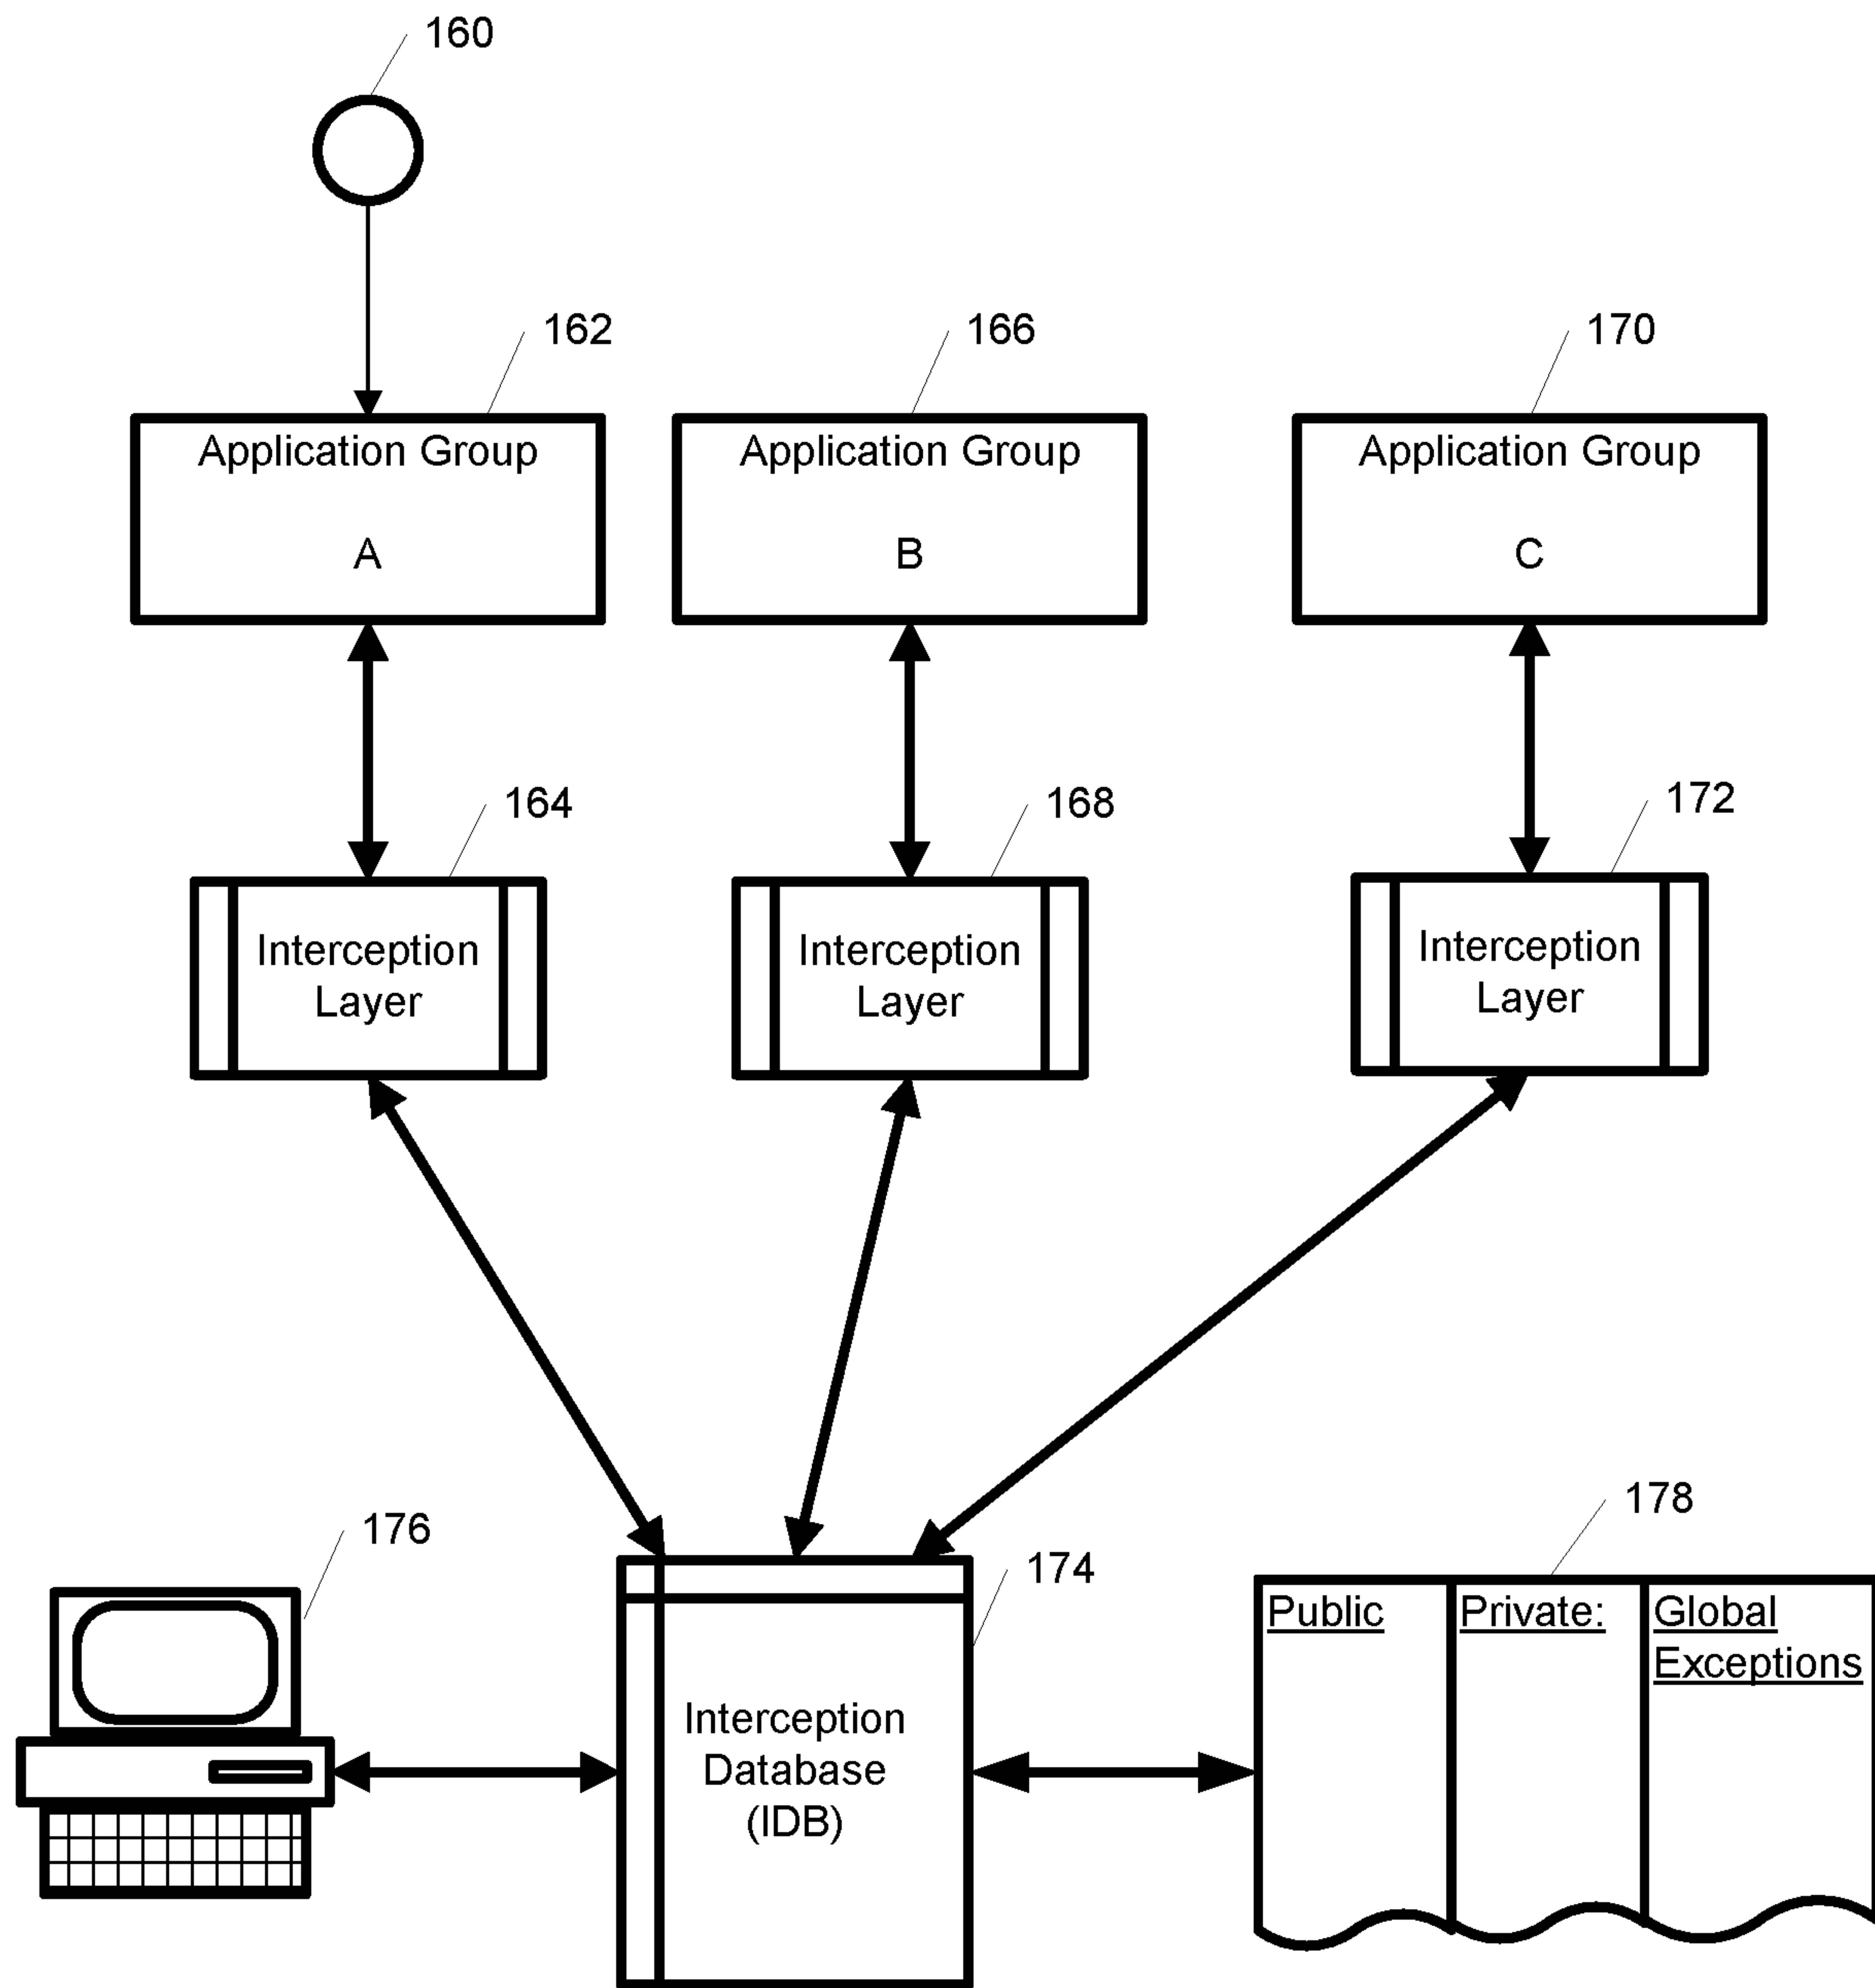 160
162
166
170
Application Group
A
Application Group
B
Application Group
C
164
168
172
Interception
Layer
Interception
Layer
Interception
Layer
176
174
178
Interception
Database
(IDB)
Public
Private:
Global
Exceptions